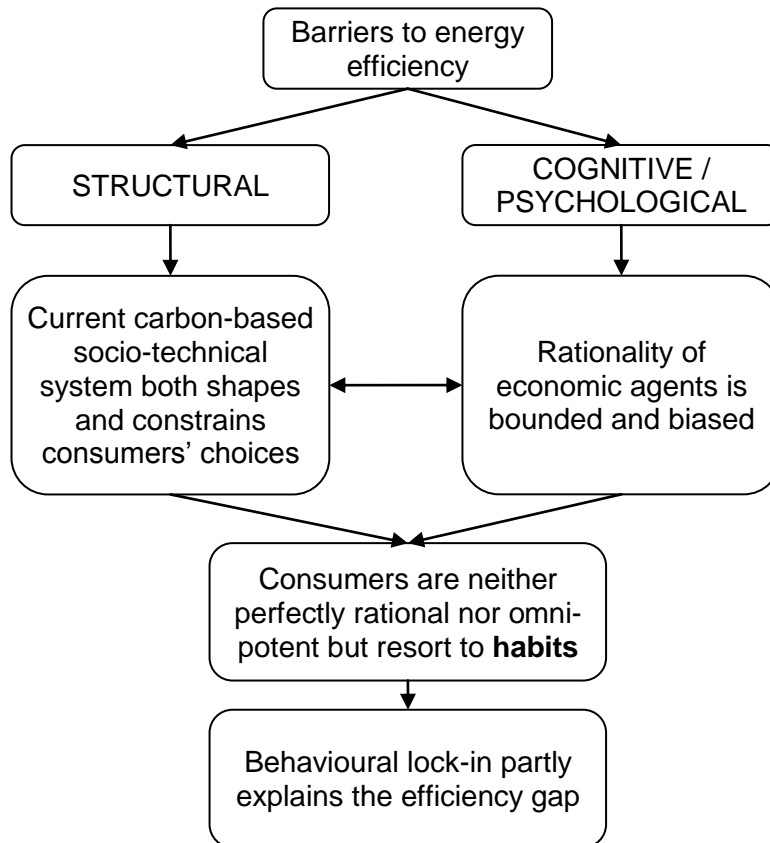 Barriers to energy
efficiency
STRUCTURAL
COGNITIVE /
PSYCHOLOGICAL
Current carbon-based
socio-technical
system both shapes
and constrains
consumers’ choices
Rationality of
economic agents is
bounded and biased
Consumers are neither
perfectly rational nor omni-
potent but resort to habits
Behavioural lock-in partly
explains the efficiency gap